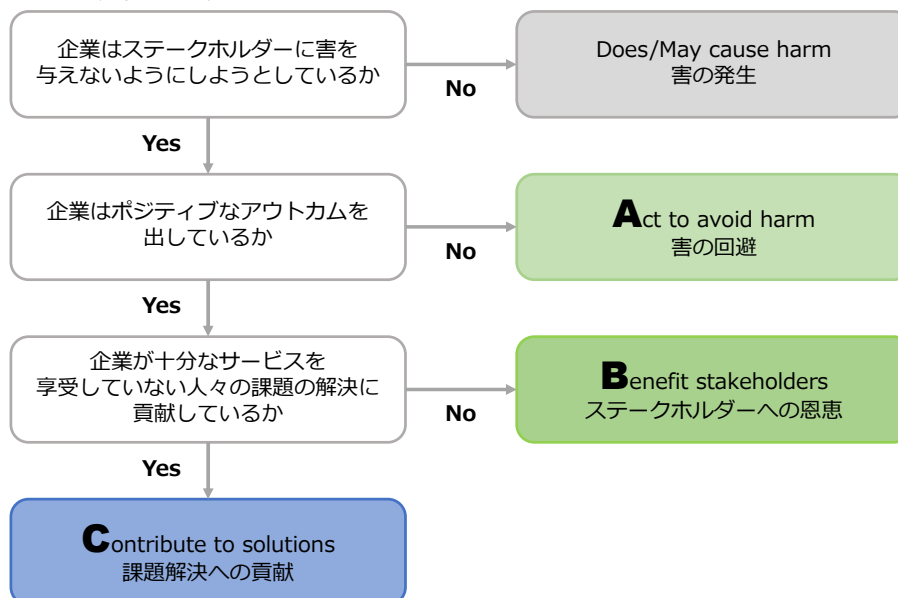 企業はステークホルダーに害を
与えないようにしようとしているか
No
Does/May cause harm
害の発生
Yes
企業はポジティブなアウトカムを
出しているか
No
Act to avoid harm
害の回避
Yes
企業が十分なサービスを
享受していない人々の課題の解決に
貢献しているか
No
Benefit stakeholders
ステークホルダーへの恩恵
Yes
Contribute to solutions
課題解決への貢献